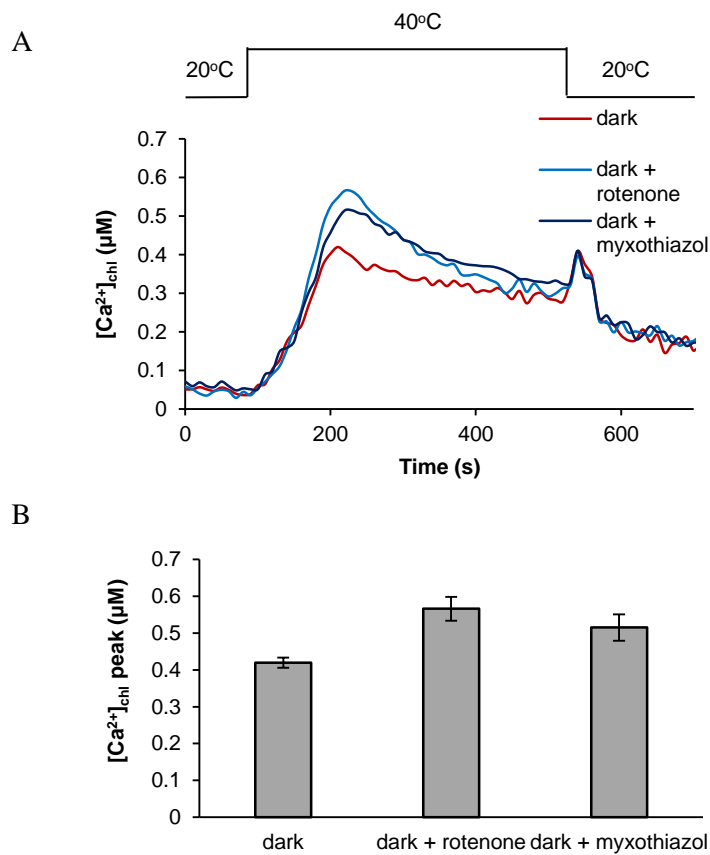 A
40°C
20°C
20°C
dark
dark +
rotenone
dark +
myxothiazol
0.7
0.6
0.5
0.4
0.3
0.2
0.1
0
[Ca²⁺]chl (µM)
0
200
400
600
Time (s)
B
0.7
0.6
0.5
0.4
0.3
0.2
0.1
0
[Ca²⁺]chl peak (µM)
dark
dark + rotenone
dark + myxothiazol